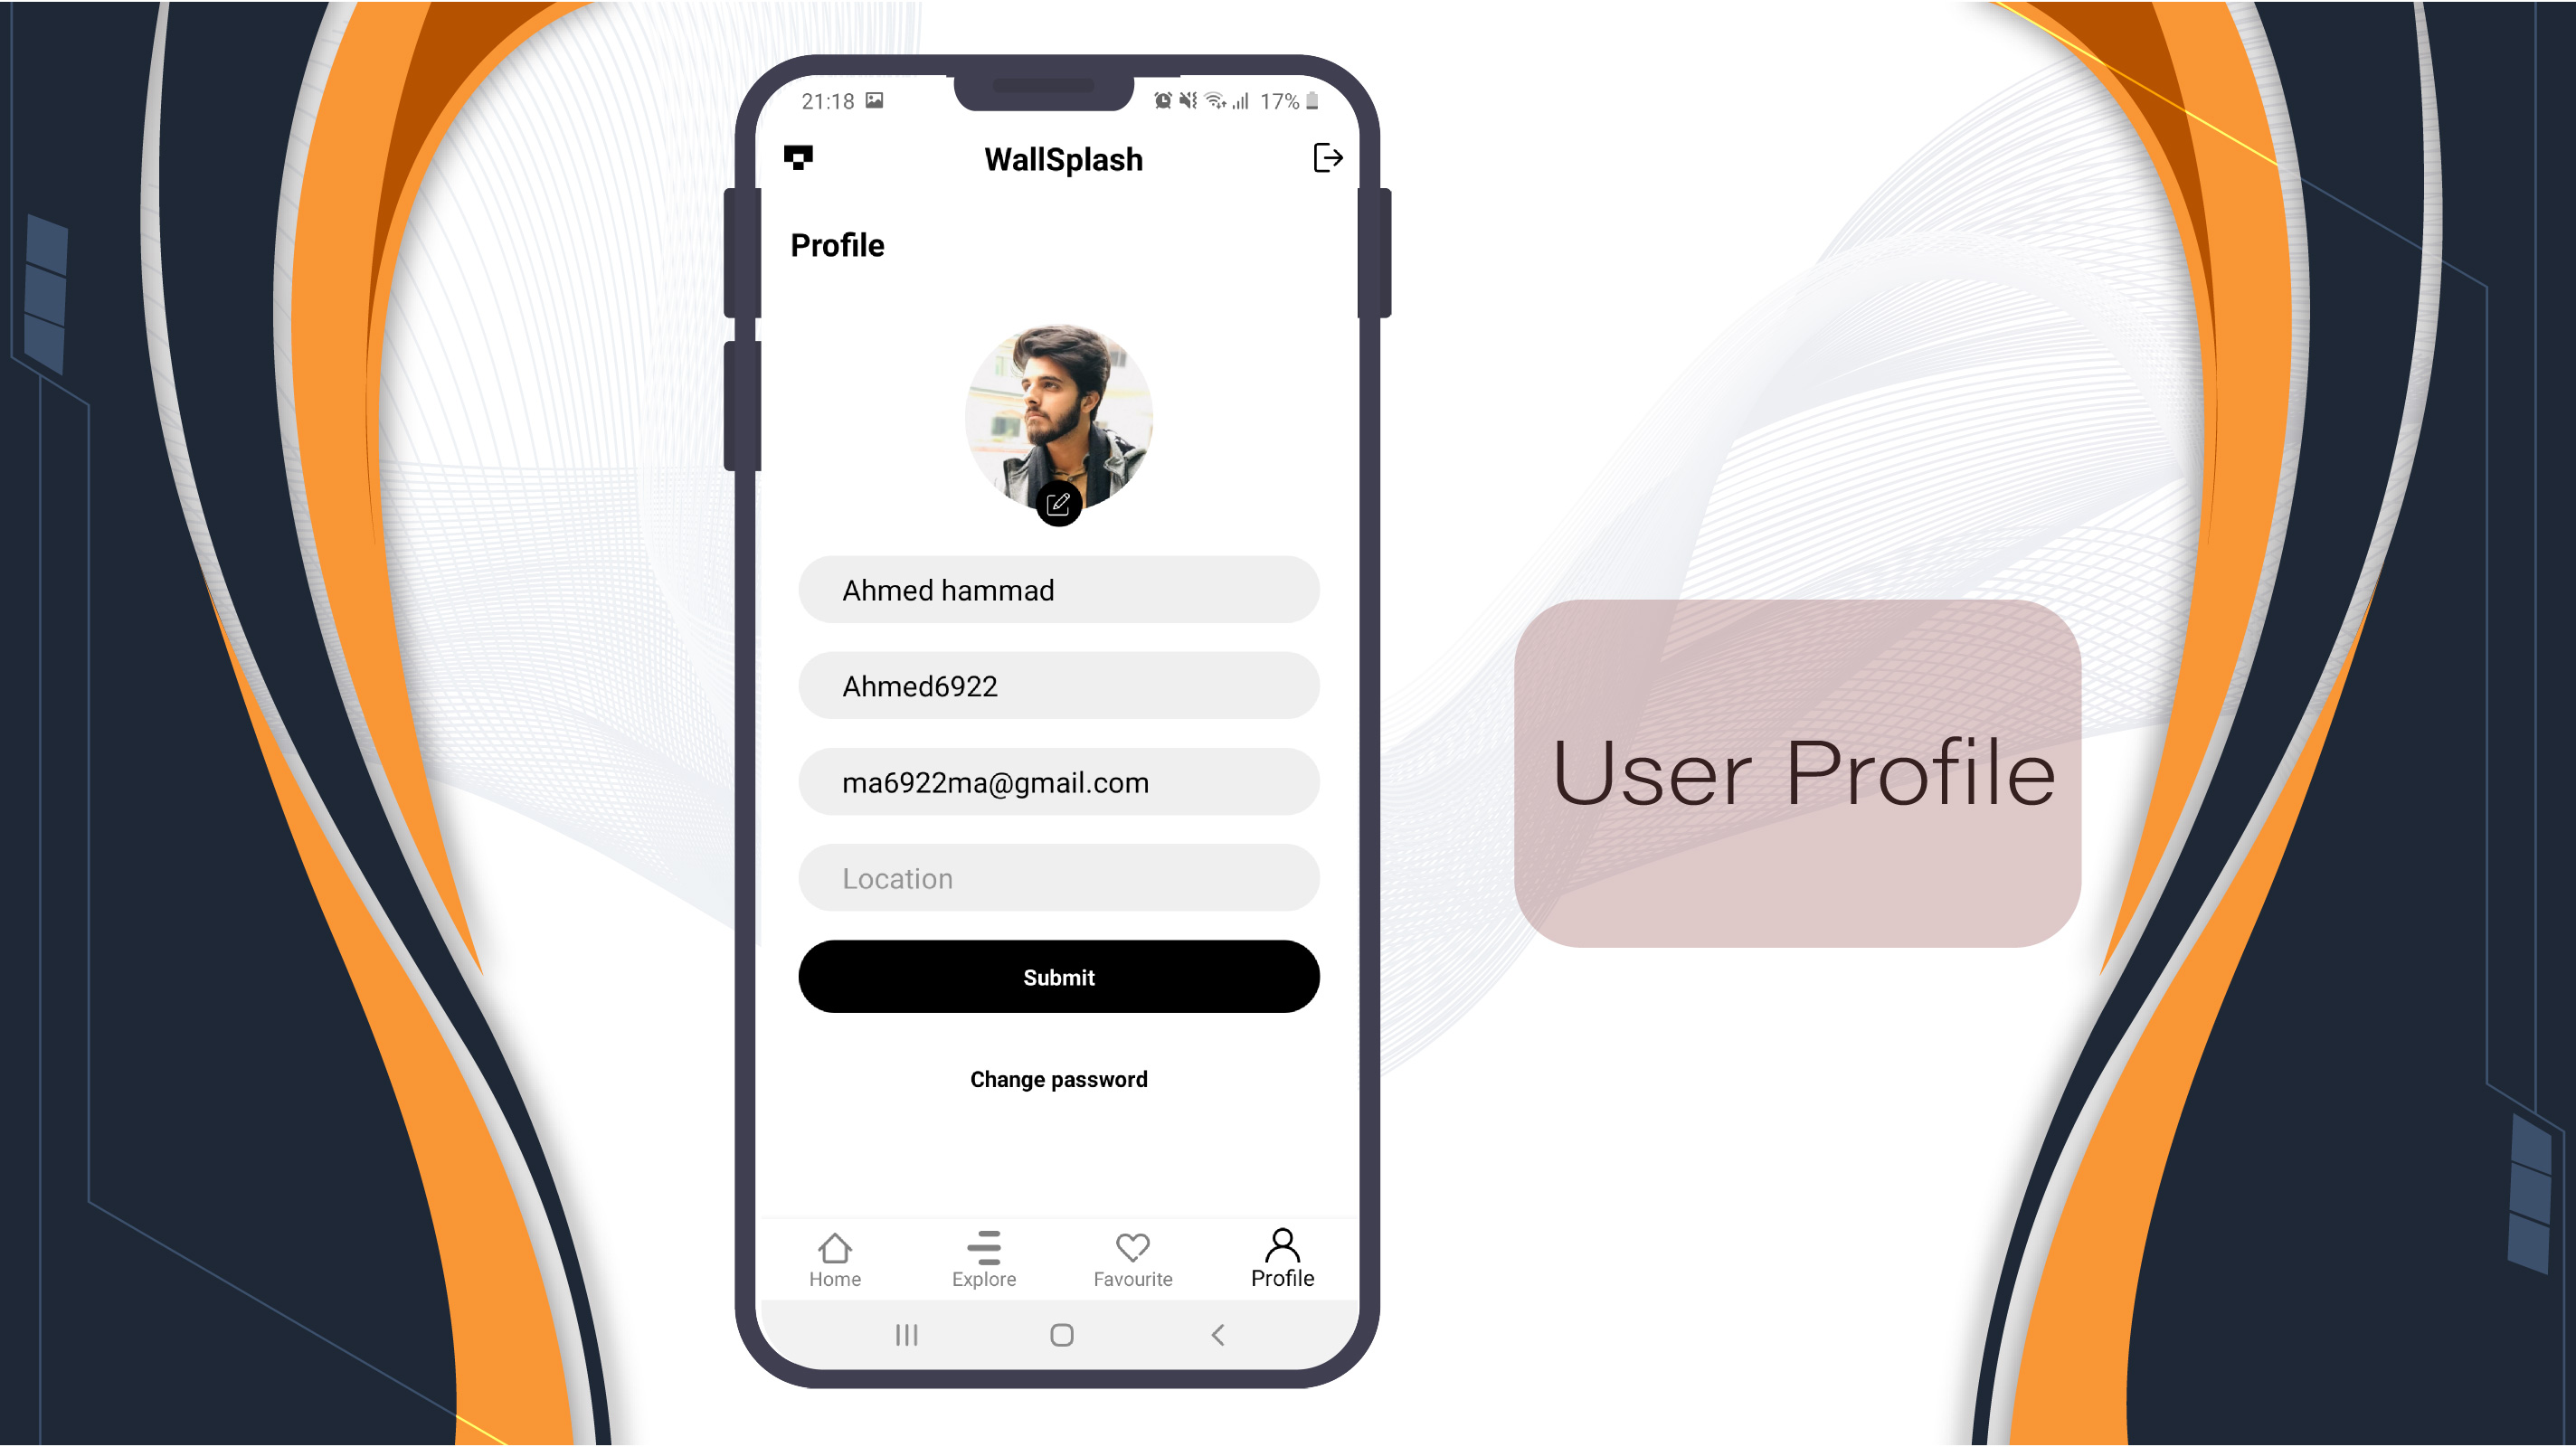 21:18
17%
WallSplash
Profile
Ahmed hammad
Ahmed6922
ma6922ma@gmail.com
Location
Submit
Change password
Home
Explore
Favourite
Profile
User Profile